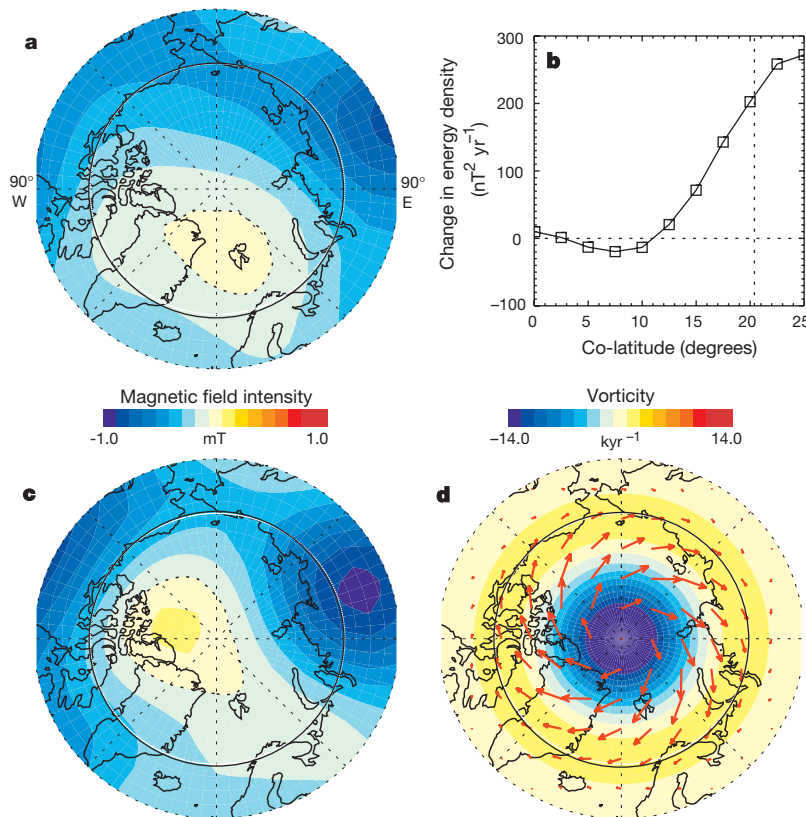 a
90°
W
90°
E
b
300
200
100
0
–100
Change in energy density
(nT² yr⁻¹)
0
5
10
15
20
25
Co-latitude (degrees)
Magnetic field intensity
-1.0
mT
1.0
Vorticity
–14.0
kyr⁻¹
14.0
c
d